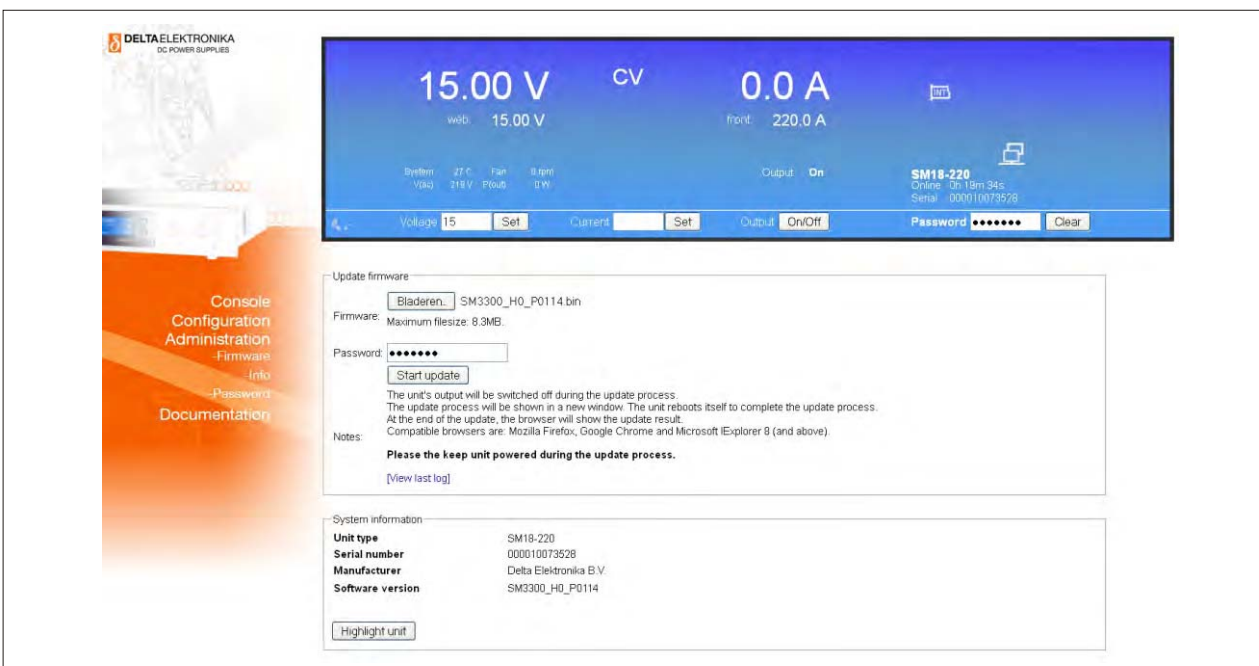 DELTAELEKTRONIKA
DC POWER SUPPLIES
15.00 V CV 0.0 A INT
web: 15.00 V front: 220.0 A
System 27 C Fan 0 rpm Output On
V(ac) 219 V P(out) 0 W
SM18-220
Online 0h 19m 34s
Serial 000010073528
Voltage 15 Set Current Set Output On/Off Password ●●●●●●● Clear
Console
Configuration
Administration
-Firmware
-Info
-Password
Documentation
Update firmware
Firmware: Bladeren.. SM3300_H0_P0114.bin
Maximum filesize: 8.3MB.
Password: ●●●●●●●
Start update
Notes:
The unit's output will be switched off during the update process.
The update process will be shown in a new window. The unit reboots itself to complete the update process.
At the end of the update, the browser will show the update result.
Compatible browsers are: Mozilla Firefox, Google Chrome and Microsoft IExplorer 8 (and above).
Please the keep unit powered during the update process.
[View last log]
System information
Unit type SM18-220
Serial number 000010073528
Manufacturer Delta Elektronika B.V.
Software version SM3300_H0_P0114
Highlight unit